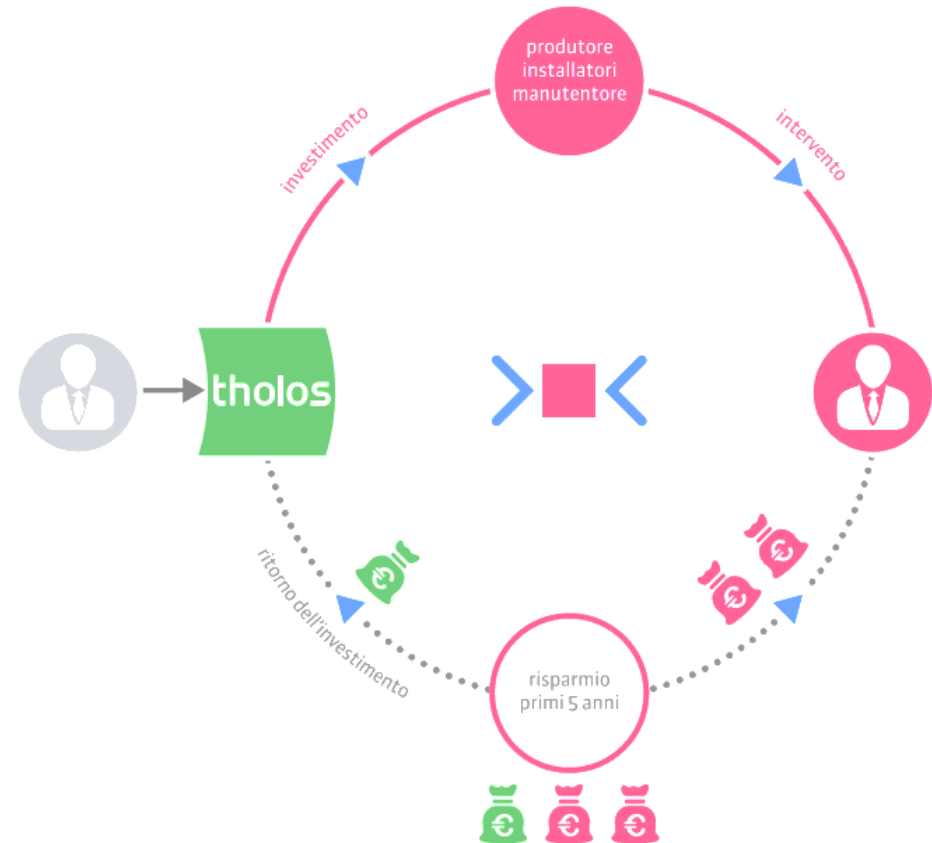 produtore
installatori
manutentore
investimento
intervento
tholos
ritorno dell'investimento
risparmio
primi 5 anni
€
€
€
€
€
€